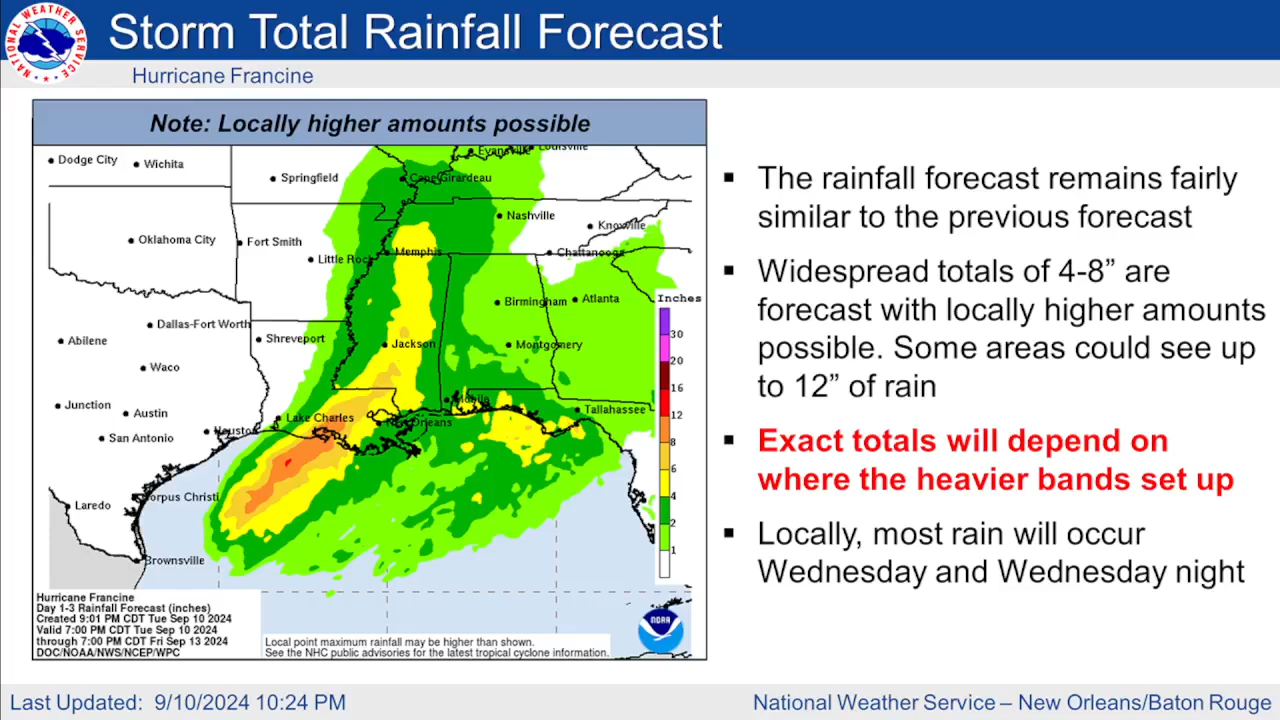 Storm Total Rainfall Forecast
NATIONAL WEATHER SERVICE
Hurricane Francine
Note: Locally higher amounts possible
Dodge City
Wichita
Springfield
Evansville
Louisville
Cape Girardeau
Nashville
Knoxville
Oklahoma City
Fort Smith
Little Rock
Memphis
Chattanooga
Birmingham
Atlanta
Dallas-Fort Worth
Abilene
Shreveport
Jackson
Montgomery
Waco
Junction
Austin
San Antonio
Houston
Lake Charles
New Orleans
Mobile
Tallahassee
Laredo
Corpus Christi
Brownsville
Inches
30
20
16
12
8
6
4
2
1
Hurricane Francine
Day 1-3 Rainfall Forecast (inches)
Created 9:01 PM CDT Tue Sep 10 2024
Valid 7:00 PM CDT Tue Sep 10 2024
through 7:00 PM CDT Fri Sep 13 2024
DOC/NOAA/NWS/NCEP/WPC
Local point maximum rainfall may be higher than shown.
See the NHC public advisories for the latest tropical cyclone information.
NOAA
▪ The rainfall forecast remains fairly
similar to the previous forecast
▪ Widespread totals of 4-8” are
forecast with locally higher amounts
possible. Some areas could see up
to 12” of rain
▪ Exact totals will depend on
where the heavier bands set up
▪ Locally, most rain will occur
Wednesday and Wednesday night
Last Updated: 9/10/2024 10:24 PM
National Weather Service – New Orleans/Baton Rouge